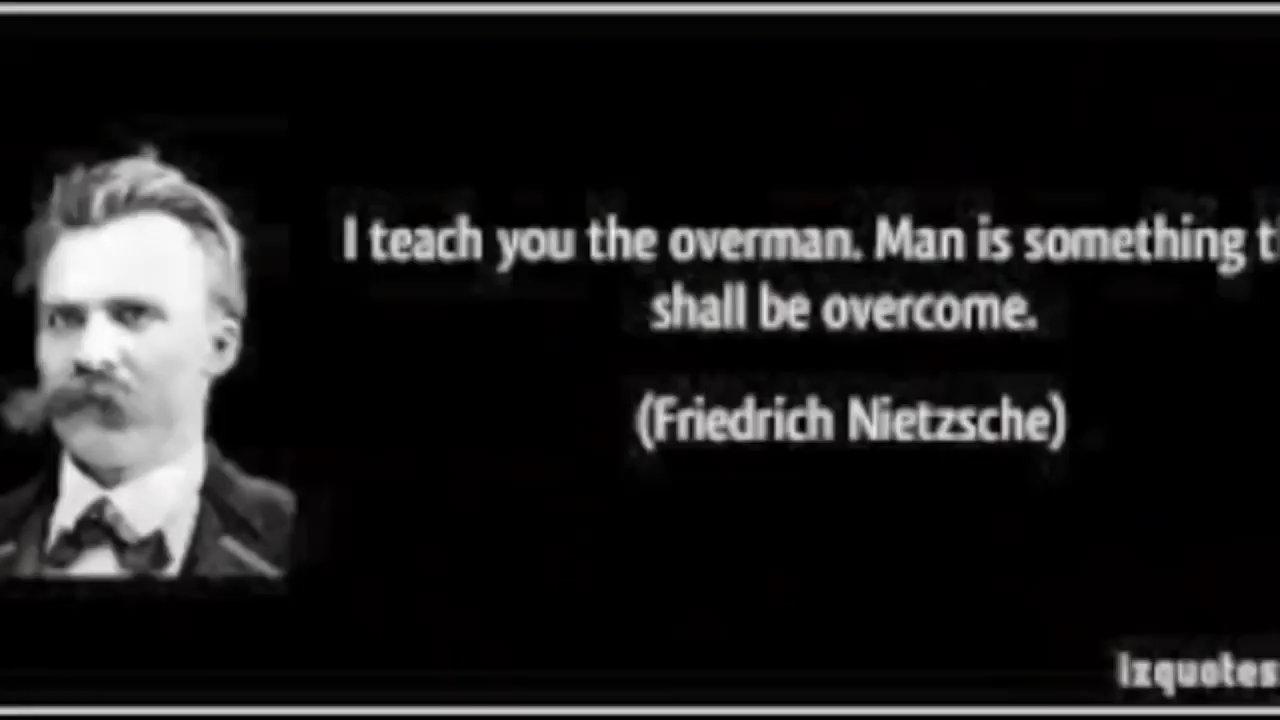 I teach you the overman. Man is something t
shall be overcome.
(Friedrich Nietzsche)
Izquotes